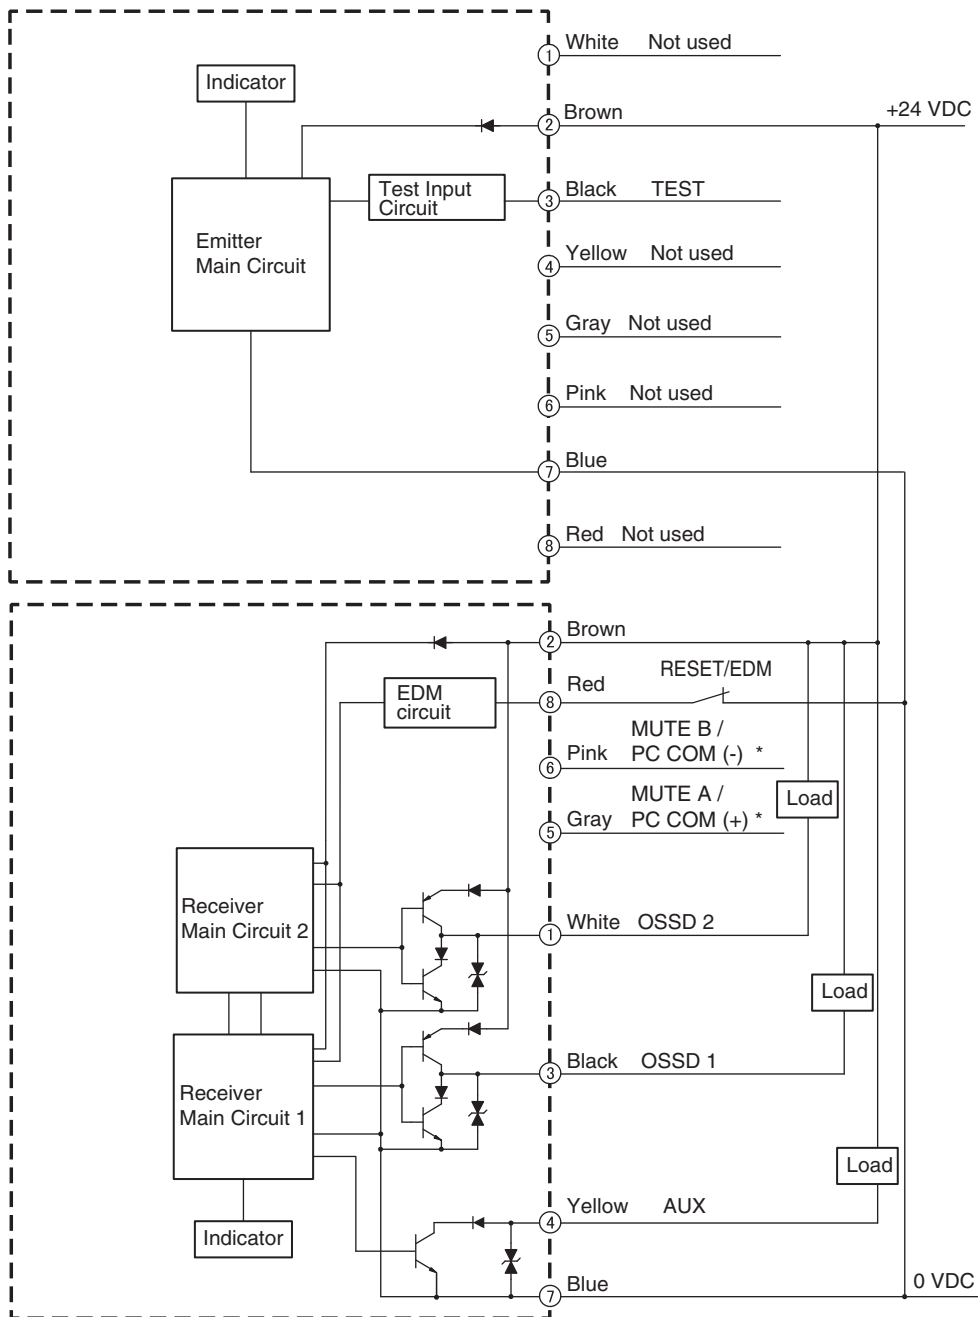 Indicator
Emitter
Main Circuit
Test Input
Circuit
1 White Not used
2 Brown +24 VDC
3 Black TEST
4 Yellow Not used
5 Gray Not used
6 Pink Not used
7 Blue
8 Red Not used
2 Brown
EDM
circuit
8 Red RESET/EDM
MUTE B /
6 Pink PC COM (-) *
MUTE A /
5 Gray PC COM (+) *
Load
Receiver
Main Circuit 2
1 White OSSD 2
Load
Receiver
Main Circuit 1
3 Black OSSD 1
Load
Indicator
4 Yellow AUX
7 Blue 0 VDC